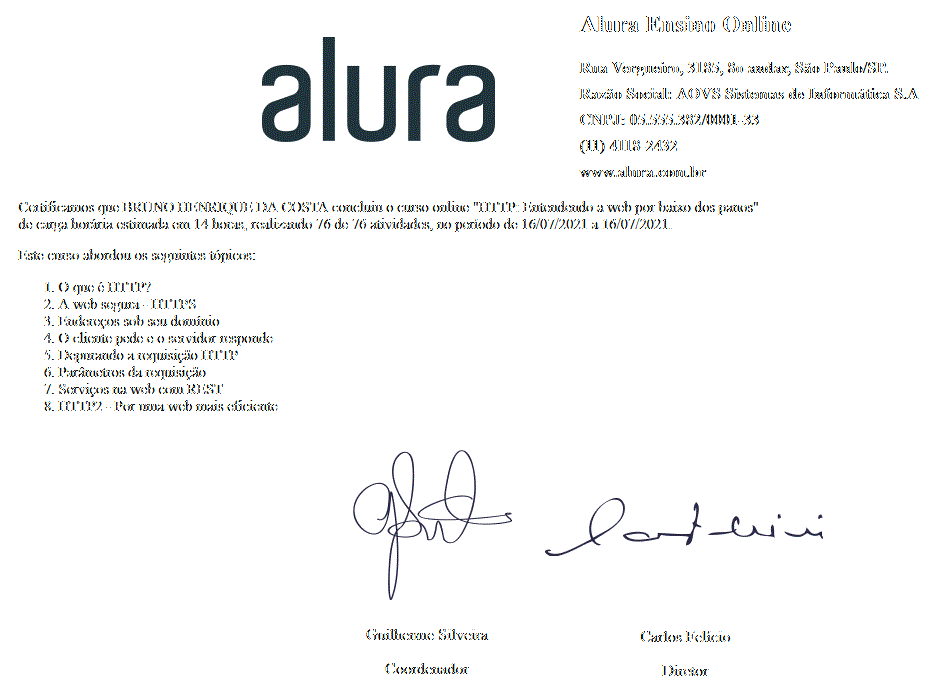 alura
Alura Ensino Online
Rua Vergueiro, 3185, 8o andar, São Paulo/SP.
Razão Social: AOVS Sistemas de Informática S.A
CNPJ: 05.555.382/0001-33
(11) 4118-2432
www.alura.com.br
Certificamos que BRUNO HENRIQUE DA COSTA concluiu o curso online "HTTP: Entendendo a web por baixo dos panos"
de carga horária estimada em 14 horas, realizando 76 de 76 atividades, no período de 16/07/2021 a 16/07/2021.
Este curso abordou os seguintes tópicos:
1. O que é HTTP?
2. A web segura - HTTPS
3. Endereços sob seu domínio
4. O cliente pede e o servidor responde
5. Depurando a requisição HTTP
6. Parâmetros da requisição
7. Serviços na web com REST
8. HTTP2 - Por uma web mais eficiente
Guilherme Silveira
Coordenador
Carlos Felício
Diretor